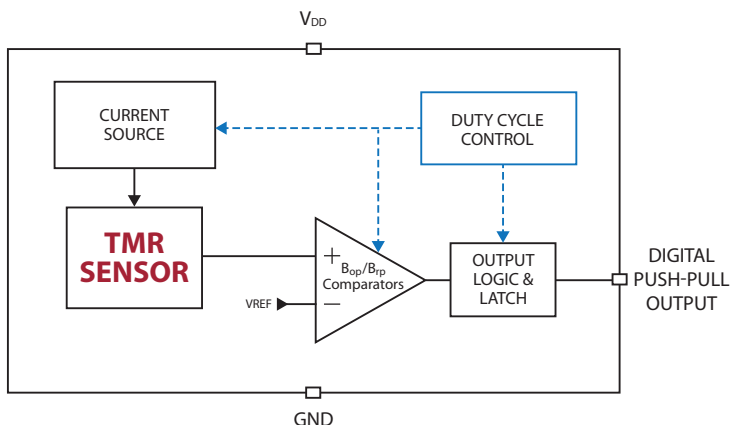 VDD
CURRENT
SOURCE
DUTY CYCLE
CONTROL
TMR
SENSOR
+
Bop/Brp
Comparators
VREF
−
OUTPUT
LOGIC &
LATCH
DIGITAL
PUSH-PULL
OUTPUT
GND